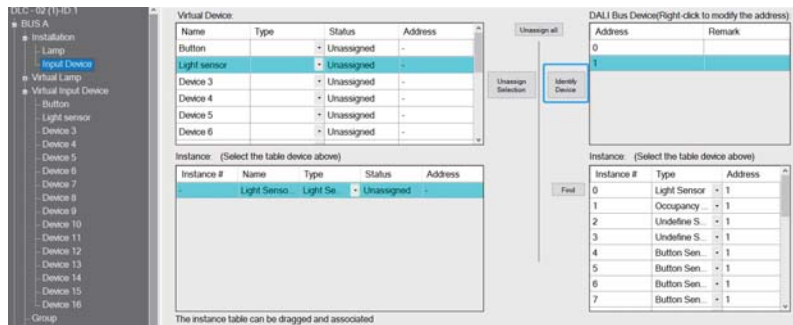 DLC - 02 (1)-ID 1
BUS A
Installation
Lamp
Input Device
Virtual Lamp
Virtual Input Device
Button
Light sensor
Device 3
Device 4
Device 5
Device 6
Device 7
Device 8
Device 9
Device 10
Device 11
Device 12
Device 13
Device 14
Device 15
Device 16
Group
Virtual Device:
Name Type Status Address
Button Unassigned -
Light sensor Unassigned -
Device 3 Unassigned -
Device 4 Unassigned -
Device 5 Unassigned -
Device 6 Unassigned -
Instance: (Select the table device above)
Instance # Name Type Status Address
- Light Senso... Light Se... Unassigned -
The instance table can be dragged and associated
Unassign all
Unassign Selection
Identify Device
Find
DALI Bus Device(Right-click to modify the address)
Address Remark
0
1
Instance: (Select the table device above)
Instance # Type Address
0 Light Sensor 1
1 Occupancy ... 1
2 Undefine S... 1
3 Undefine S... 1
4 Button Sen... 1
5 Button Sen... 1
6 Button Sen... 1
7 Button Sen... 1